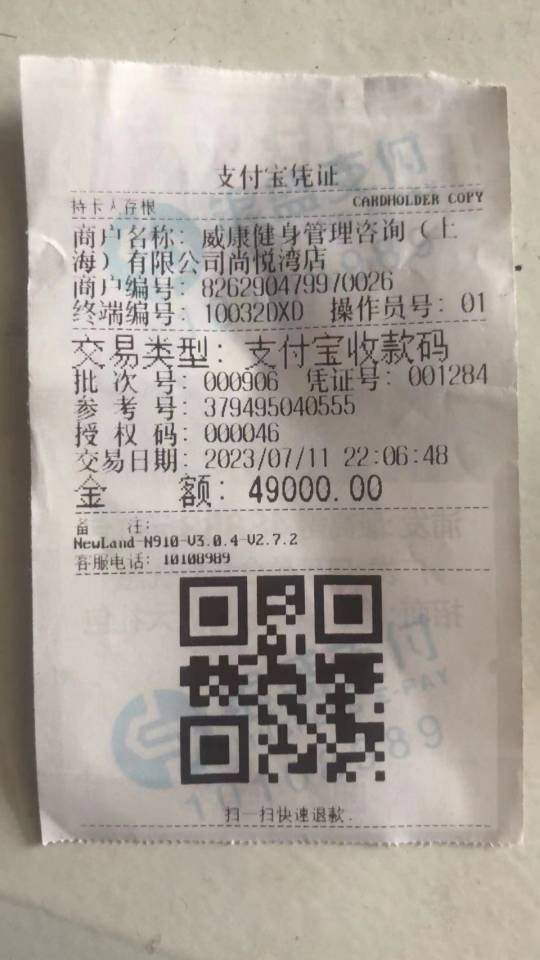 支付宝凭证
持卡人存根 CARDHOLDER COPY
商户名称: 威康健身管理咨询(上
海)有限公司尚悦湾店
商户编号: 826290479970026
终端编号: 10032DXD 操作员号: 01
交易类型: 支付宝收款码
批次号: 000906 凭证号: 001284
参考号: 379495040555
授权码: 000046
交易日期: 2023/07/11 22:06:48
金额: 49000.00
备注:
NewLand-N910-V3.0.4-V2.7.2
客服电话: 10108989
扫一扫快速退款.